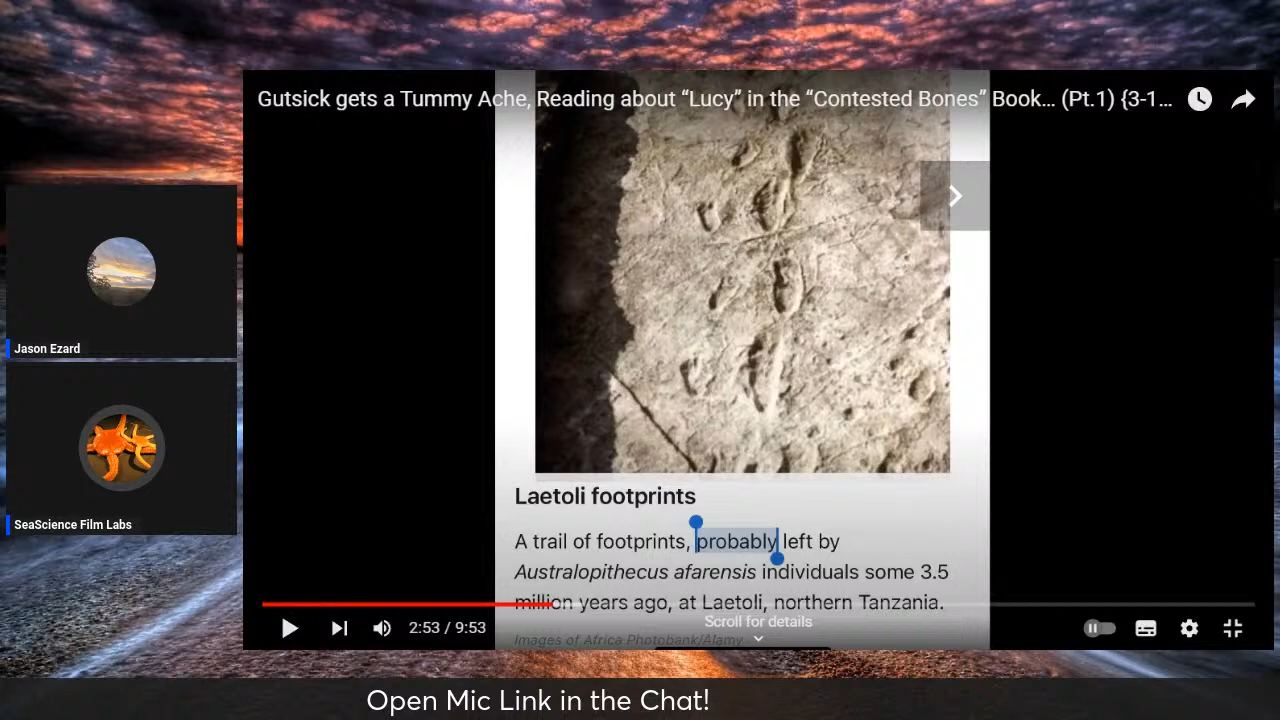 Gutsick gets a Tummy Ache, Reading about “Lucy” in the “Contested Bones” Book... (Pt.1) {3-1...
Jason Ezard
SeaScience Film Labs
Laetoli footprints
A trail of footprints, probably left by
Australopithecus afarensis individuals some 3.5
million years ago, at Laetoli, northern Tanzania.
Scroll for details
Images of Africa Photobank/Alamy
2:53 / 9:53
Open Mic Link in the Chat!